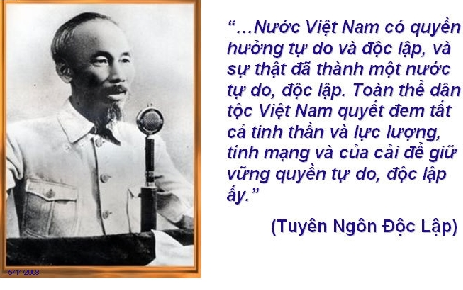 “…Nước Việt Nam có quyền
hưởng tự do và độc lập, và
sự thật đã thành một nước
tự do, độc lập. Toàn thể dân
tộc Việt Nam quyết đem tất
cả tinh thần và lực lượng,
tính mạng và của cải để giữ
vững quyền tự do, độc lập
ấy.”
(Tuyên Ngôn Độc Lập)